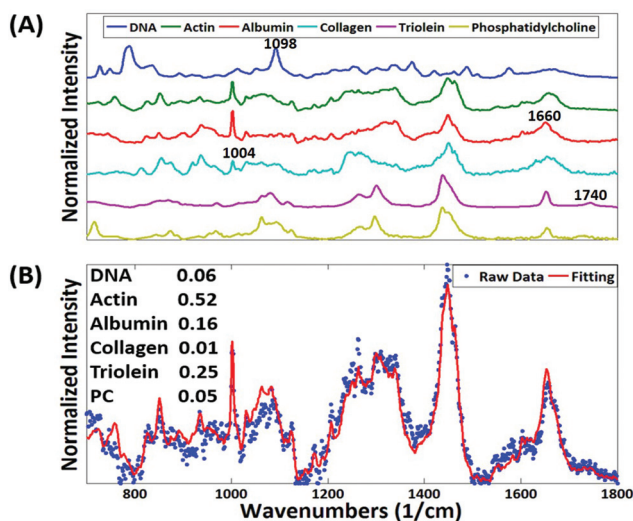 (A)
DNA Actin Albumin Collagen Triolein Phosphatidylcholine
1098
1660
1004
1740
Normalized Intensity
(B)
DNA 0.06
Actin 0.52
Albumin 0.16
Collagen 0.01
Triolein 0.25
PC 0.05
Raw Data Fitting
Normalized Intensity
800 1000 1200 1400 1600 1800
Wavenumbers (1/cm)